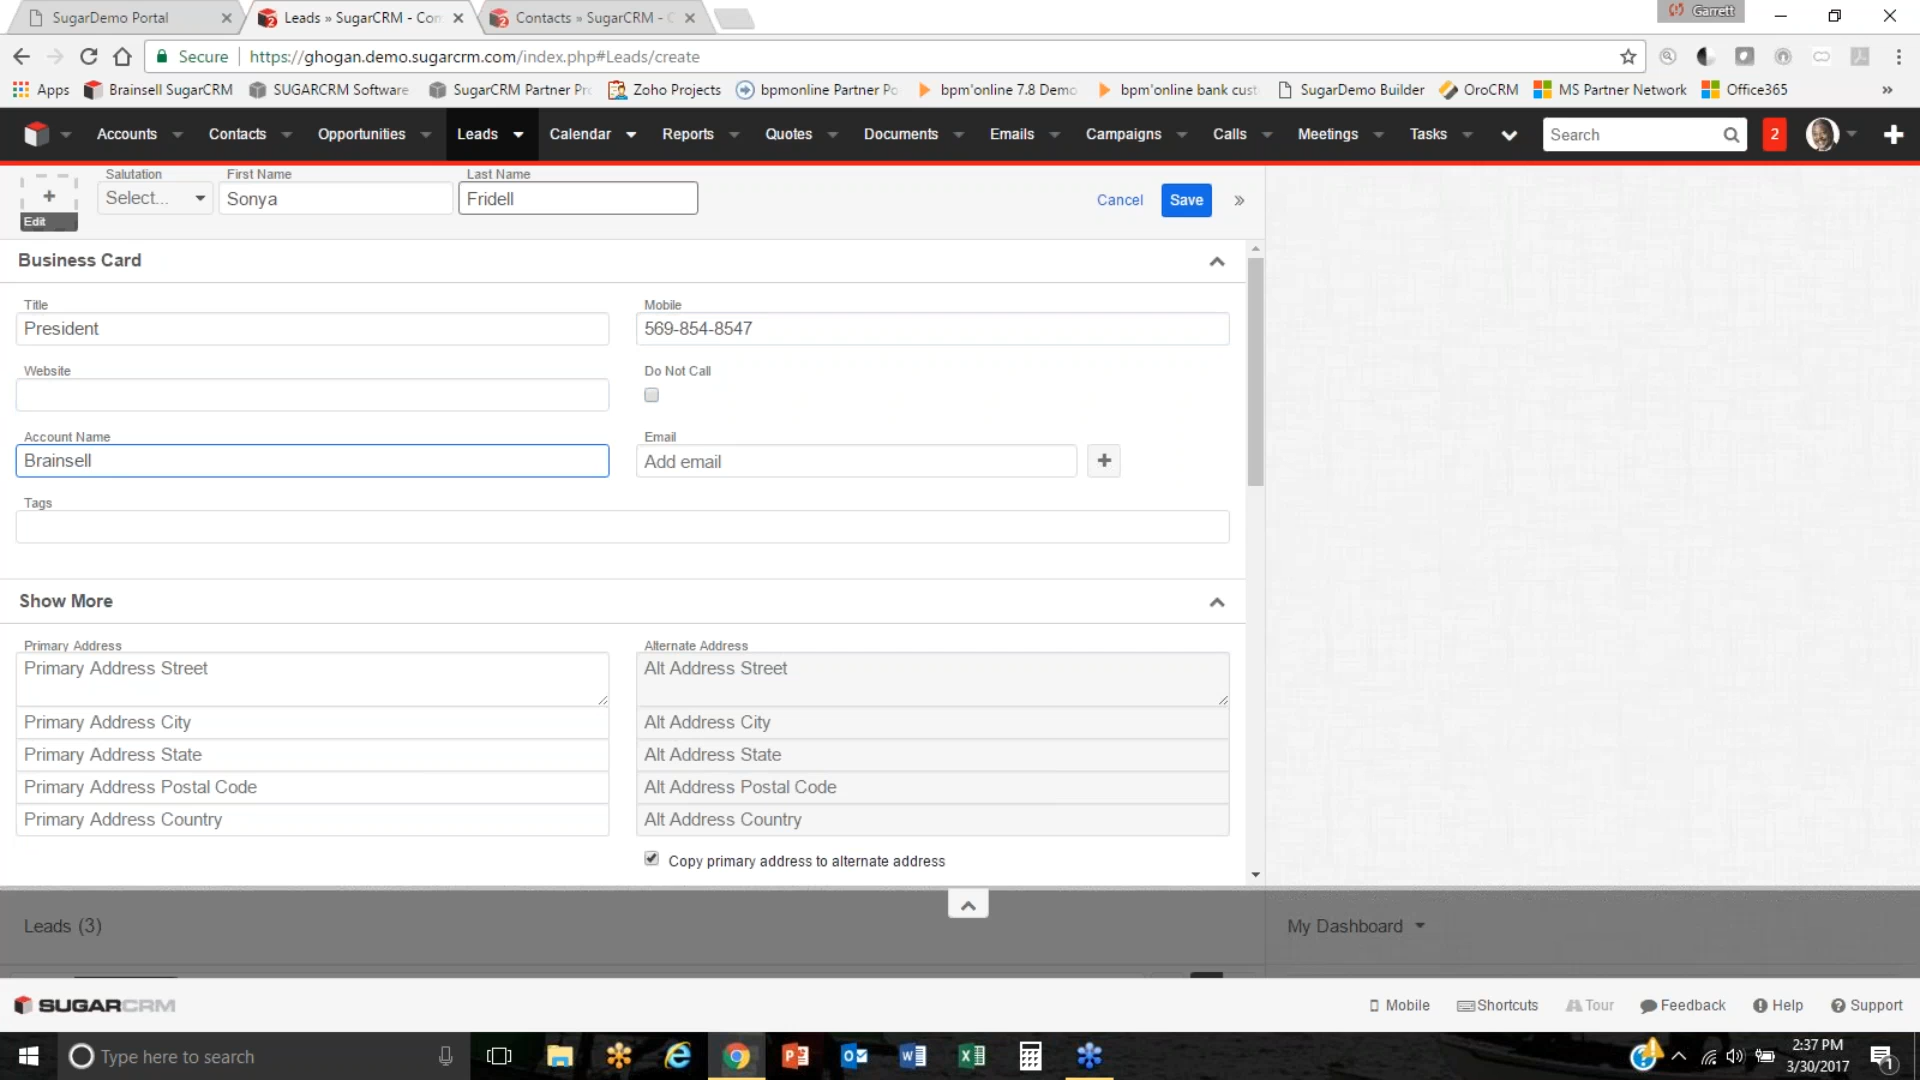 SugarDemo Portal
Leads » SugarCRM - Con
Contacts » SugarCRM - C
Garrett
Secure https://ghogan.demo.sugarcrm.com/index.php#Leads/create
Apps Brainsell SugarCRM SUGARCRM Software SugarCRM Partner Pro Zoho Projects bpmonline Partner Po bpm'online 7.8 Demo bpm'online bank cust SugarDemo Builder OroCRM MS Partner Network Office365 »
Accounts Contacts Opportunities Leads Calendar Reports Quotes Documents Emails Campaigns Calls Meetings Tasks Search 2
Salutation First Name Last Name
Select... Sonya Fridell Cancel Save »
Edit
Business Card
Title Mobile
President 569-854-8547
Website Do Not Call
Account Name Email
Brainsell Add email
Tags
Show More
Primary Address Alternate Address
Primary Address Street Alt Address Street
Primary Address City Alt Address City
Primary Address State Alt Address State
Primary Address Postal Code Alt Address Postal Code
Primary Address Country Alt Address Country
Copy primary address to alternate address
Leads (3) My Dashboard
SUGARCRM Mobile Shortcuts Tour Feedback Help Support
Type here to search
2:37 PM
3/30/2017
1